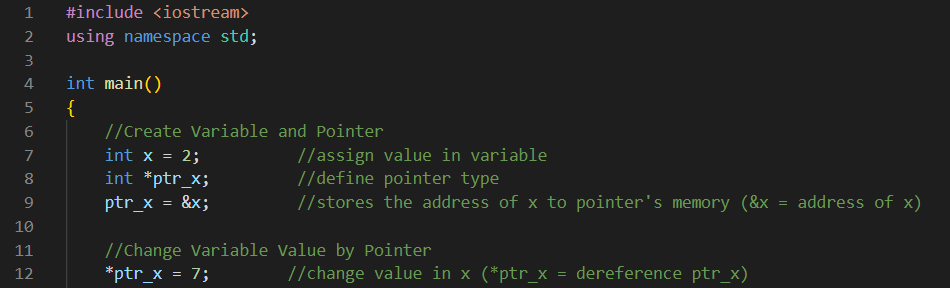 1 #include <iostream>
2 using namespace std;
3
4 int main()
5 {
6 //Create Variable and Pointer
7 int x = 2; //assign value in variable
8 int *ptr_x; //define pointer type
9 ptr_x = &x; //stores the address of x to pointer's memory (&x = address of x)
10
11 //Change Variable Value by Pointer
12 *ptr_x = 7; //change value in x (*ptr_x = dereference ptr_x)